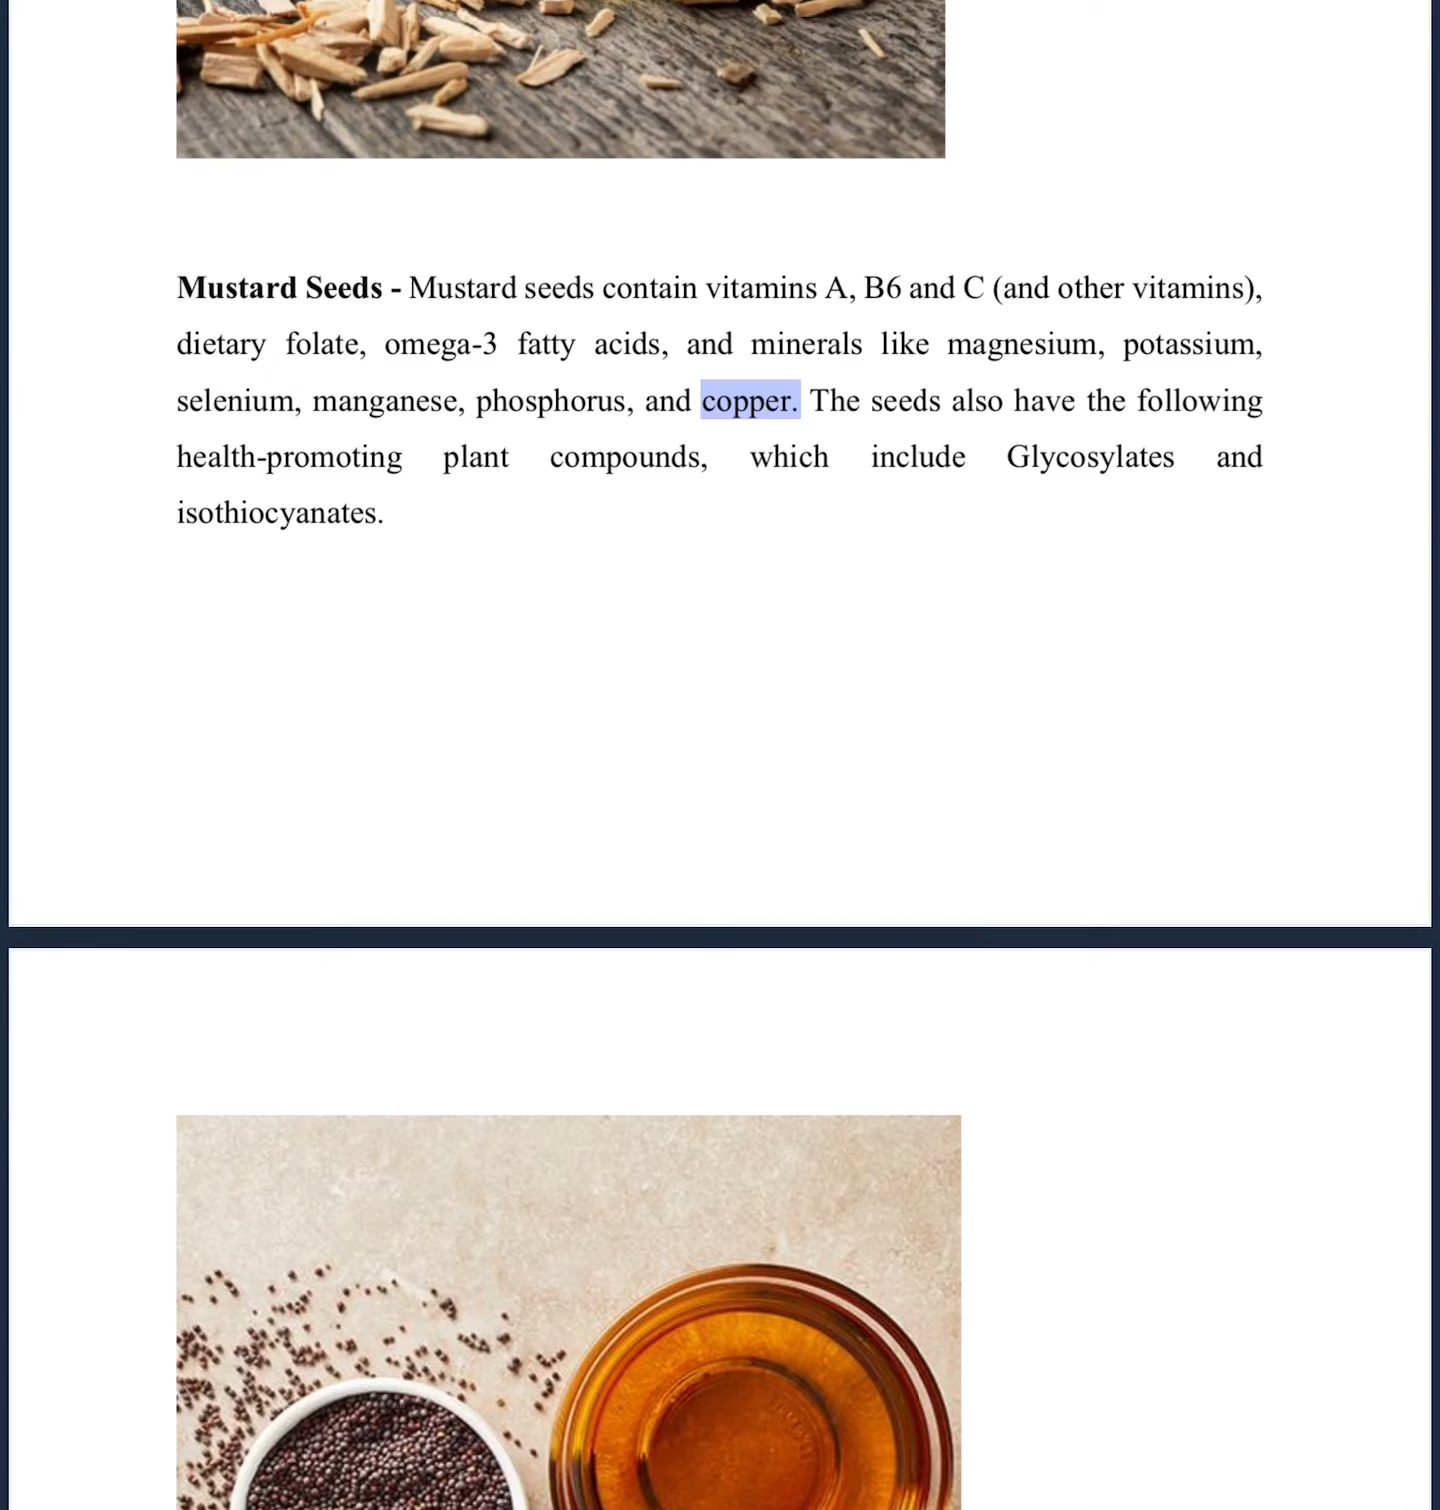 Mustard Seeds - Mustard seeds contain vitamins A, B6 and C (and other vitamins),
dietary folate, omega-3 fatty acids, and minerals like magnesium, potassium,
selenium, manganese, phosphorus, and copper. The seeds also have the following
health-promoting plant compounds, which include Glycosylates and
isothiocyanates.